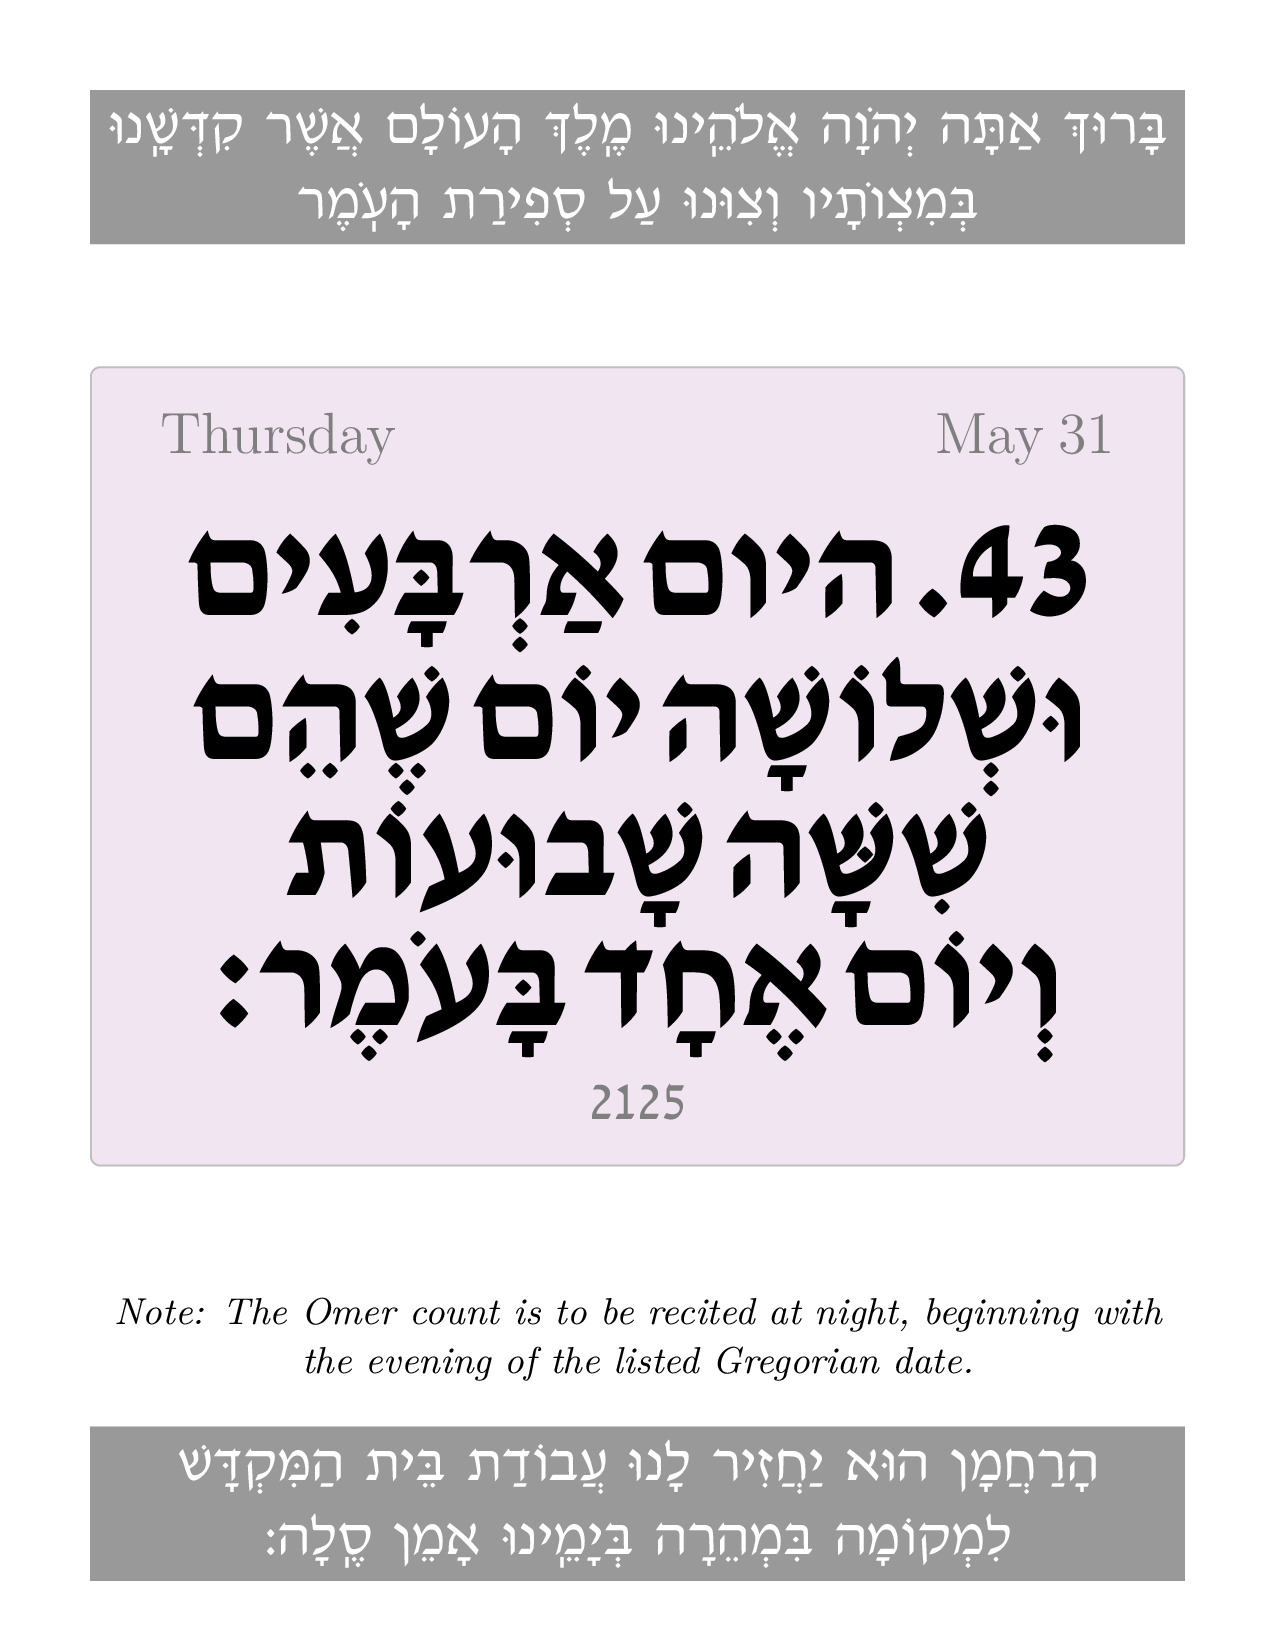 בָּרוּךְ אַתָּה יְהֹוָה אֱלֹהֵֽינוּ מֶֽלֶךְ הָעוֹלָם אֲשֶׁר קִדְּשָֽׁנוּ
בְּמִצְוֹתָיו וְצִוּנוּ עַל סְפִירַת הָעֹֽמֶר
Thursday May 31
43. היום אַרְבָּעִים
וּשְׁלוֹשָׁה יוֹם שֶׁהֵם
שִׁשָּׁה שָׁבוּעוֹת
וְיוֹם אֶחָד בָּעֹמֶר:
2125
Note: The Omer count is to be recited at night, beginning with
the evening of the listed Gregorian date.
הָרַחֲמָן הוּא יַחֲזִיר לָנוּ עֲבוֹדַת בֵּית הַמִּקְדָּשׁ
לִמְקוֹמָהּ בִּמְהֵרָה בְּיָמֵֽינוּ אָמֵן סֶֽלָה: